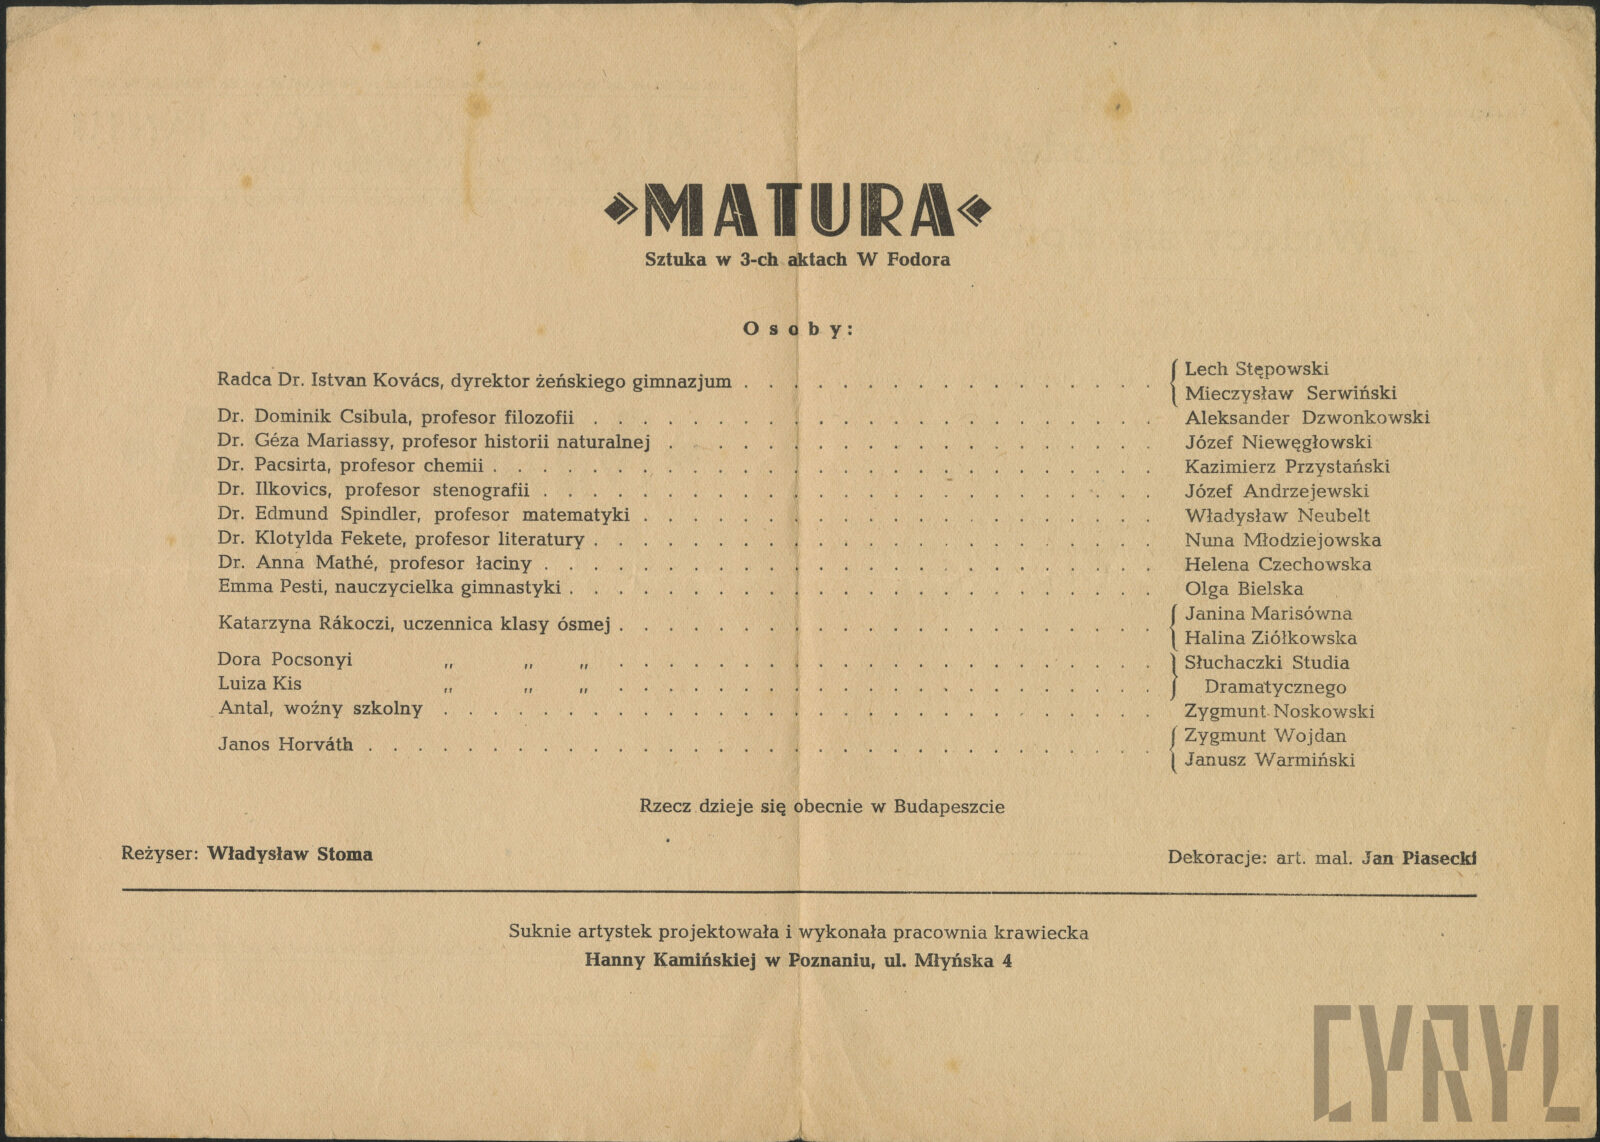 MATURA
Sztuka w 3-ch aktach W Fodora
Osoby:
Radca Dr. Istvan Kovács, dyrektor żeńskiego gimnazjum . . . . . . . . . . . . . . . . . { Lech Stępowski
Mieczysław Serwiński
Dr. Dominik Csibula, profesor filozofii . . . . . . . . . . . . . . . . . . . . . . . Aleksander Dzwonkowski
Dr. Géza Mariassy, profesor historii naturalnej . . . . . . . . . . . . . . . . . . . . Józef Niewęgłowski
Dr. Pacsirta, profesor chemii . . . . . . . . . . . . . . . . . . . . . . . . . . . Kazimierz Przystański
Dr. Ilkovics, profesor stenografii . . . . . . . . . . . . . . . . . . . . . . . . . Józef Andrzejewski
Dr. Edmund Spindler, profesor matematyki . . . . . . . . . . . . . . . . . . . . . Władysław Neubelt
Dr. Klotylda Fekete, profesor literatury . . . . . . . . . . . . . . . . . . . . . . . Nuna Młodziejowska
Dr. Anna Mathé, profesor łaciny . . . . . . . . . . . . . . . . . . . . . . . . . Helena Czechowska
Emma Pesti, nauczycielka gimnastyki . . . . . . . . . . . . . . . . . . . . . . . . Olga Bielska
Katarzyna Rákoczi, uczennica klasy ósmej . . . . . . . . . . . . . . . . . . . . . . { Janina Marisówna
Halina Ziółkowska
Dora Pocsonyi „ „ „ . . . . . . . . . . . . . . . . . . . . . . } Słuchaczki Studia
Luiza Kis „ „ „ . . . . . . . . . . . . . . . . . . . . . . Dramatycznego
Antal, woźny szkolny . . . . . . . . . . . . . . . . . . . . . . . . . . . . . Zygmunt Noskowski
Janos Horváth . . . . . . . . . . . . . . . . . . . . . . . . . . . . . . . . { Zygmunt Wojdan
Janusz Warmiński
Rzecz dzieje się obecnie w Budapeszcie
Reżyser: Władysław Stoma
Dekoracje: art. mal. Jan Piasecki
Suknie artystek projektowała i wykonała pracownia krawiecka
Hanny Kamińskiej w Poznaniu, ul. Młyńska 4
CYRYL